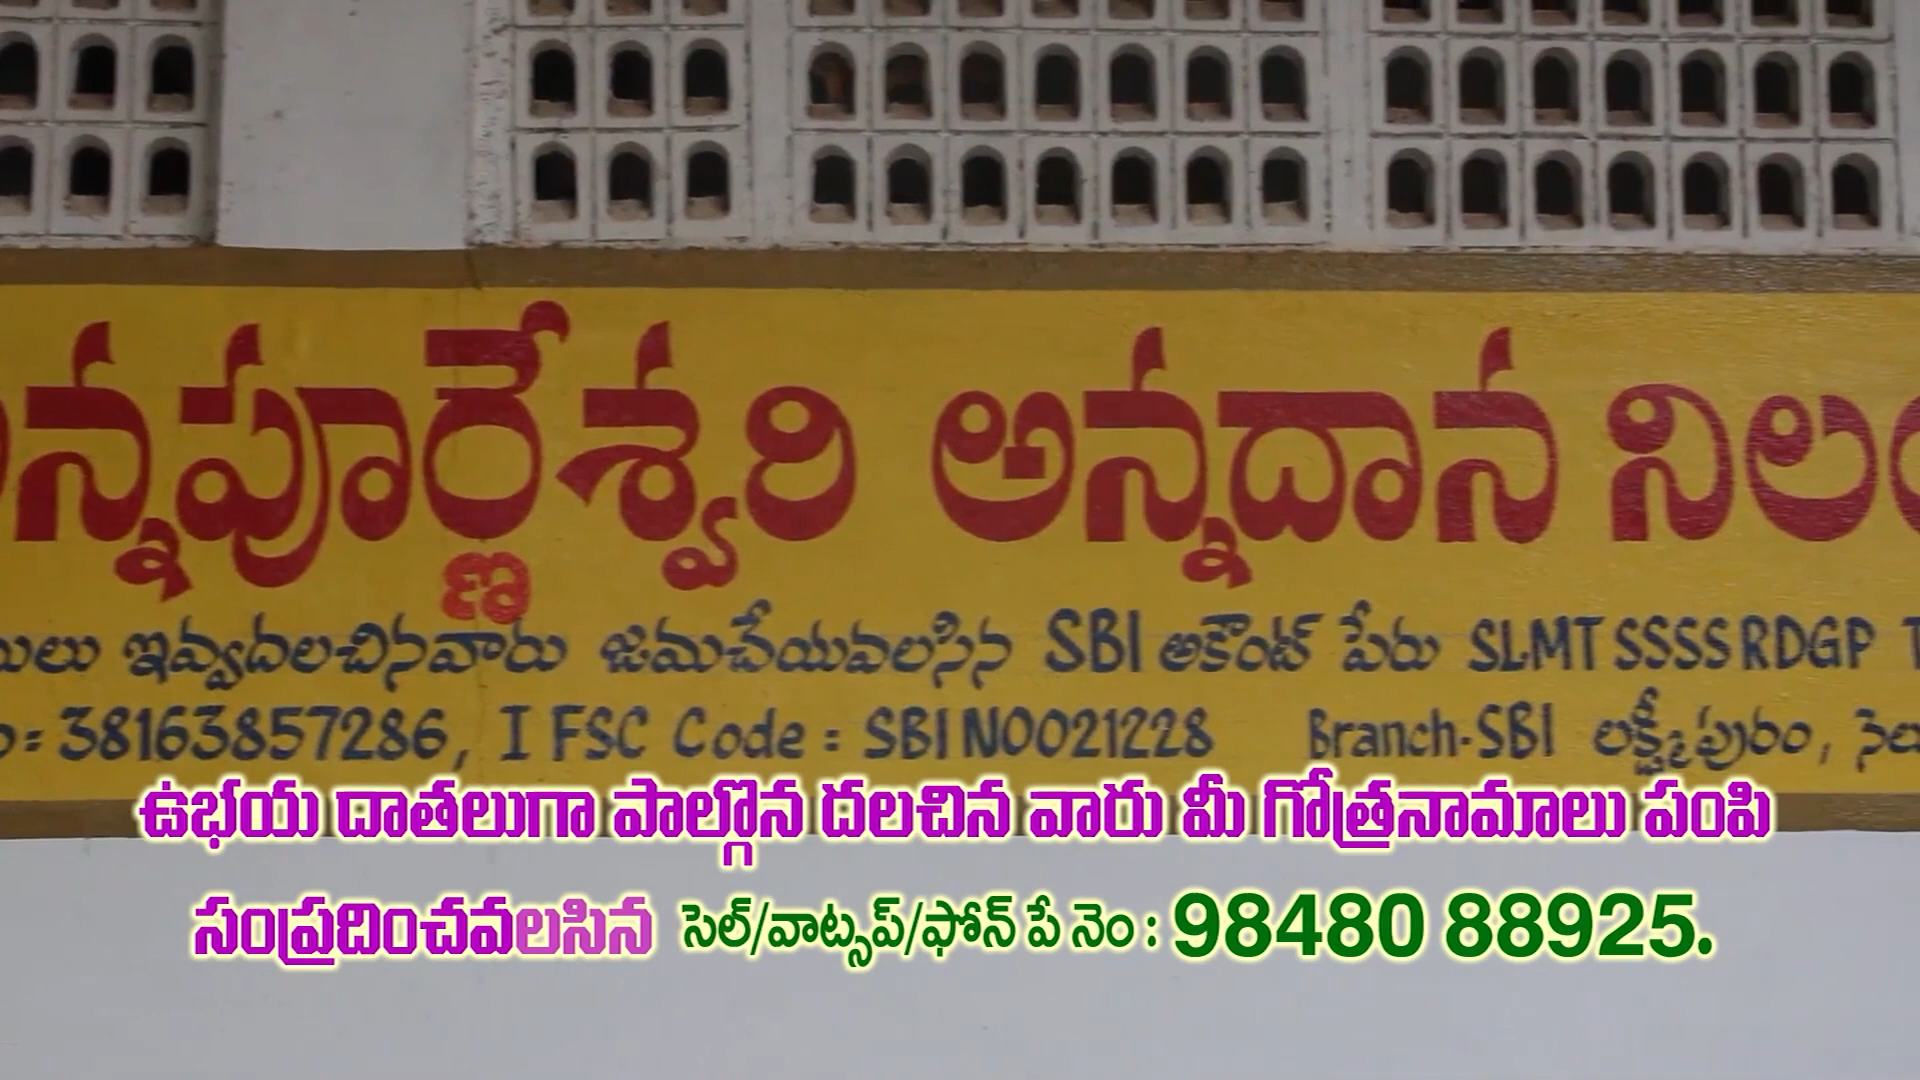 న్నపూర్ణేశ్వరి అన్నదాన నిల
ఇవ్వదలచినవారు జమచేయవలసిన SBI అకౌంట్ పేరు SLMT SSSS RDGP
38163857286, I FSC Code : SBIN0021228 Branch-SBI లక్ష్మీపురం,
ఉభయ దాతలుగా పాల్గొన దలచిన వారు మీ గోత్రనామాలు పంపి
సంప్రదించవలసిన సెల్/వాట్సప్/ఫోన్ పే నెం : 98480 88925.